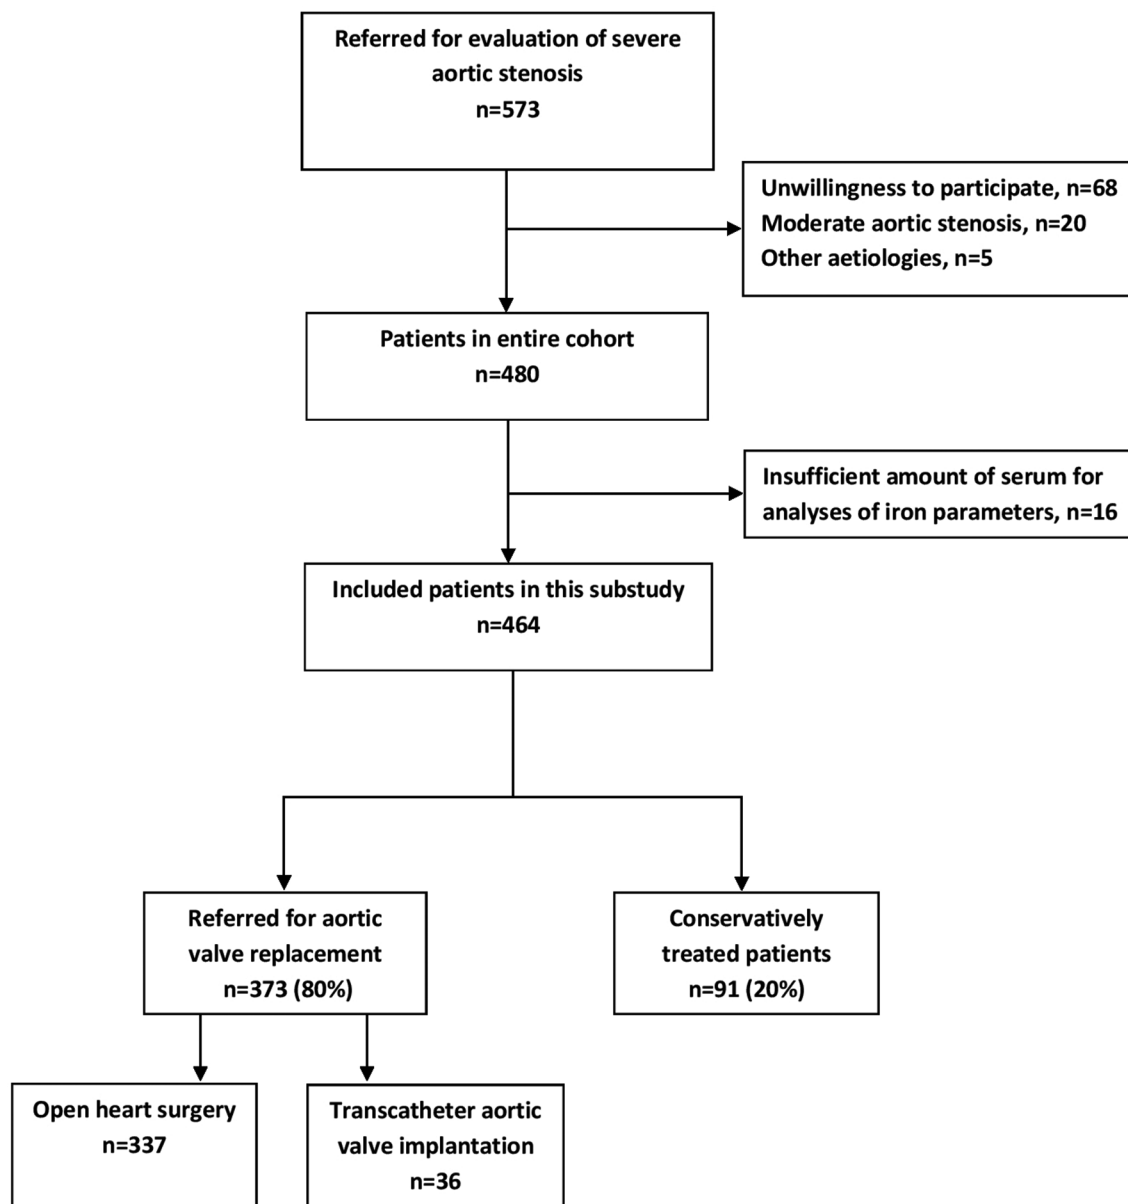 Referred for evaluation of severe
aortic stenosis
n=573
Unwillingness to participate, n=68
Moderate aortic stenosis, n=20
Other aetiologies, n=5
Patients in entire cohort
n=480
Insufficient amount of serum for
analyses of iron parameters, n=16
Included patients in this substudy
n=464
Referred for aortic
valve replacement
n=373 (80%)
Conservatively
treated patients
n=91 (20%)
Open heart surgery
n=337
Transcatheter aortic
valve implantation
n=36